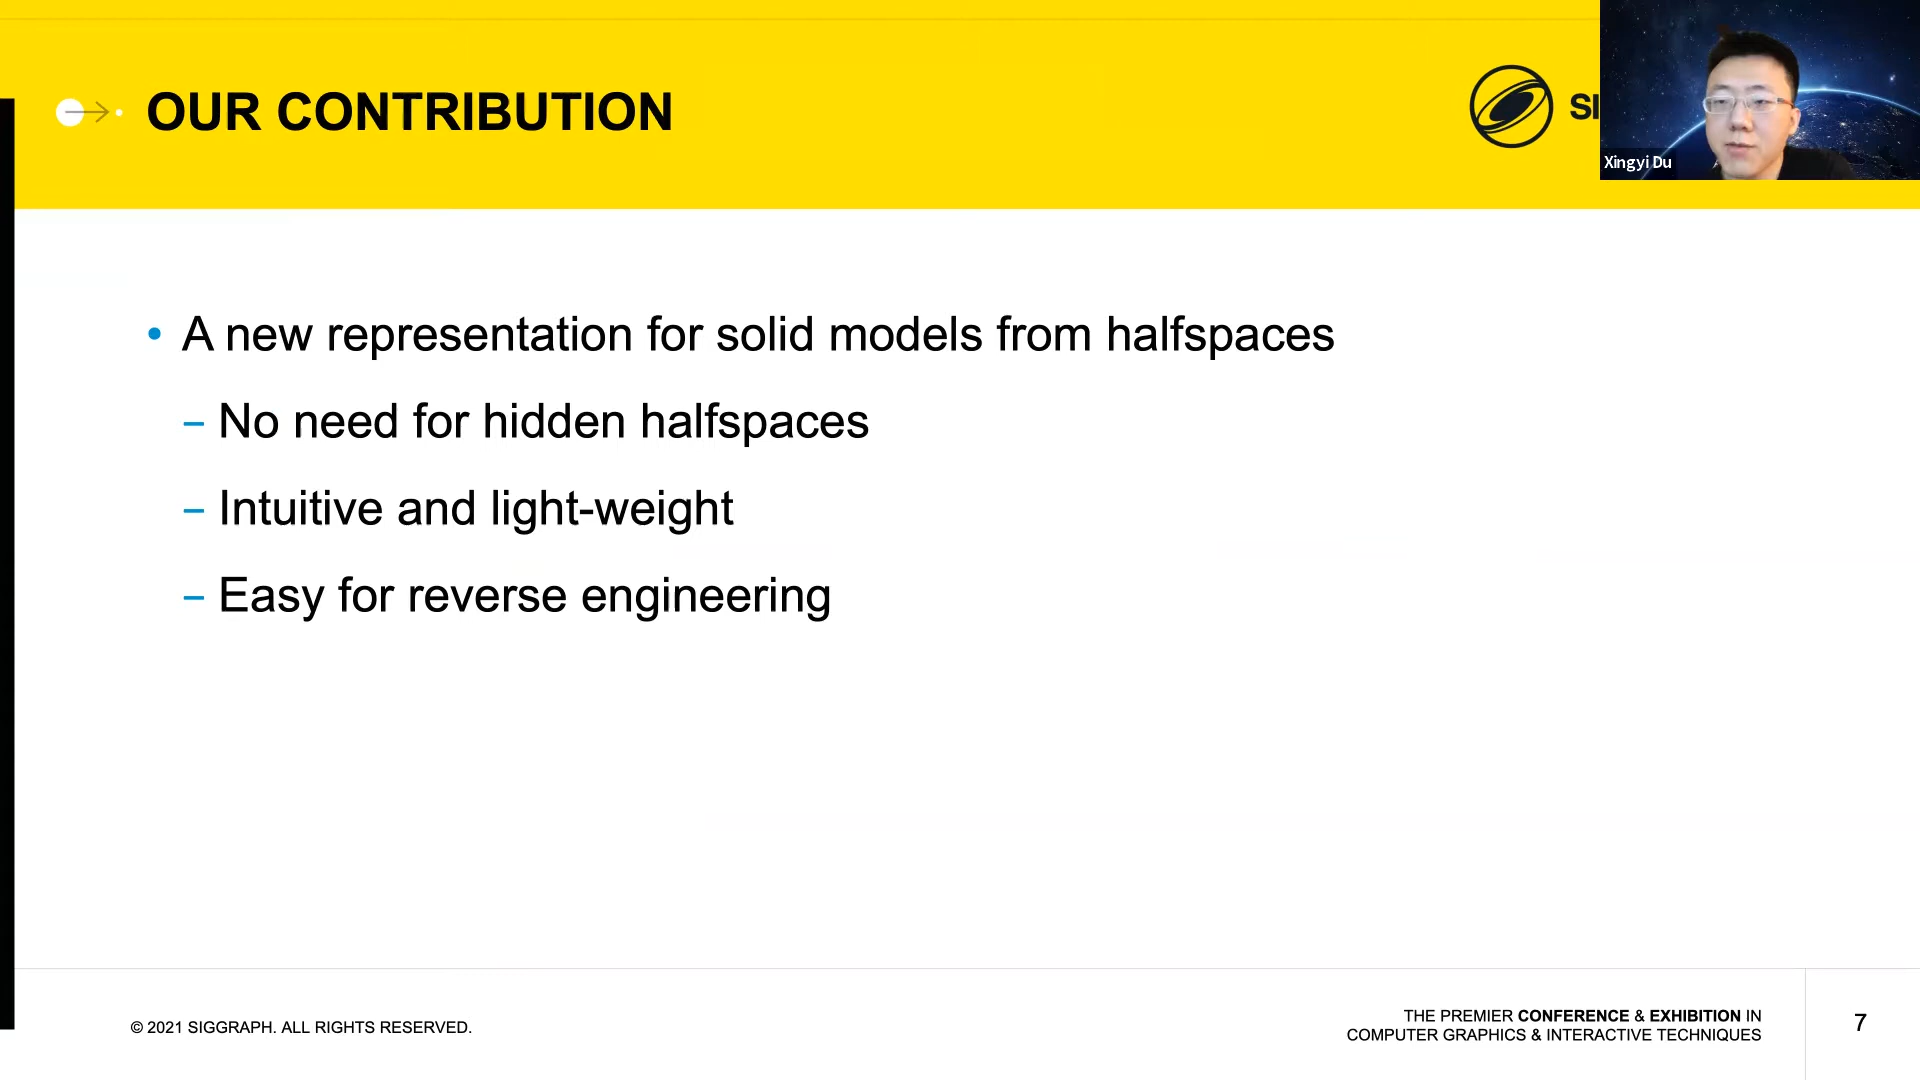 OUR CONTRIBUTION
Xingyi Du
• A new representation for solid models from halfspaces
– No need for hidden halfspaces
– Intuitive and light-weight
– Easy for reverse engineering
© 2021 SIGGRAPH. ALL RIGHTS RESERVED.
THE PREMIER CONFERENCE & EXHIBITION IN
COMPUTER GRAPHICS & INTERACTIVE TECHNIQUES
7